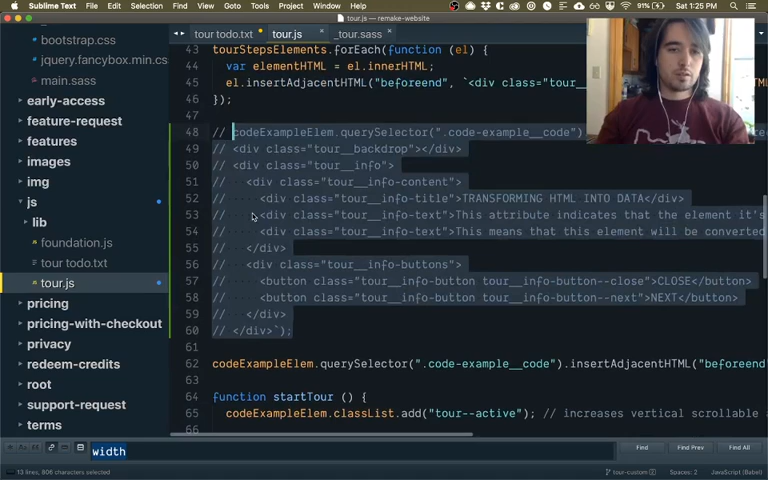 Sublime Text File Edit Selection Find View Goto Tools Project Window Help
91% Sat 1:25 PM
tour.js — remake-website
bootstrap.css
jquery.fancybox.min.css
main.sass
early-access
feature-request
features
images
img
js
lib
foundation.js
tour todo.txt
tour.js
pricing
pricing-with-checkout
privacy
redeem-credits
root
support-request
terms
tour todo.txt tour.js _tour.sass
43 tourStepsElements.forEach(function (el) {
44 var elementHTML = el.innerHTML;
45 el.insertAdjacentHTML("beforeend", `<div class="tour__
46 });
47
48 // codeExampleElem.querySelector(".code-example__code")
49 // <div class="tour__backdrop"></div>
50 // <div class="tour__info">
51 // <div class="tour__info-content">
52 // <div class="tour__info-title">TRANSFORMING HTML INTO DATA</div>
53 // <div class="tour__info-text">This attribute indicates that the element it's
54 // <div class="tour__info-text">This means that this element will be converted
55 // </div>
56 // <div class="tour__info-buttons">
57 // <button class="tour__info-button tour__info-button--close">CLOSE</button>
58 // <button class="tour__info-button tour__info-button--next">NEXT</button>
59 // </div>
60 // </div>`);
61
62 codeExampleElem.querySelector(".code-example__code").insertAdjacentHTML("beforeend
63
64 function startTour () {
65 codeExampleElem.classList.add("tour--active"); // increases vertical scrollable
66
width
Find Find Prev Find All
13 lines, 806 characters selected
tour-custom Spaces: 2 JavaScript (Babel)